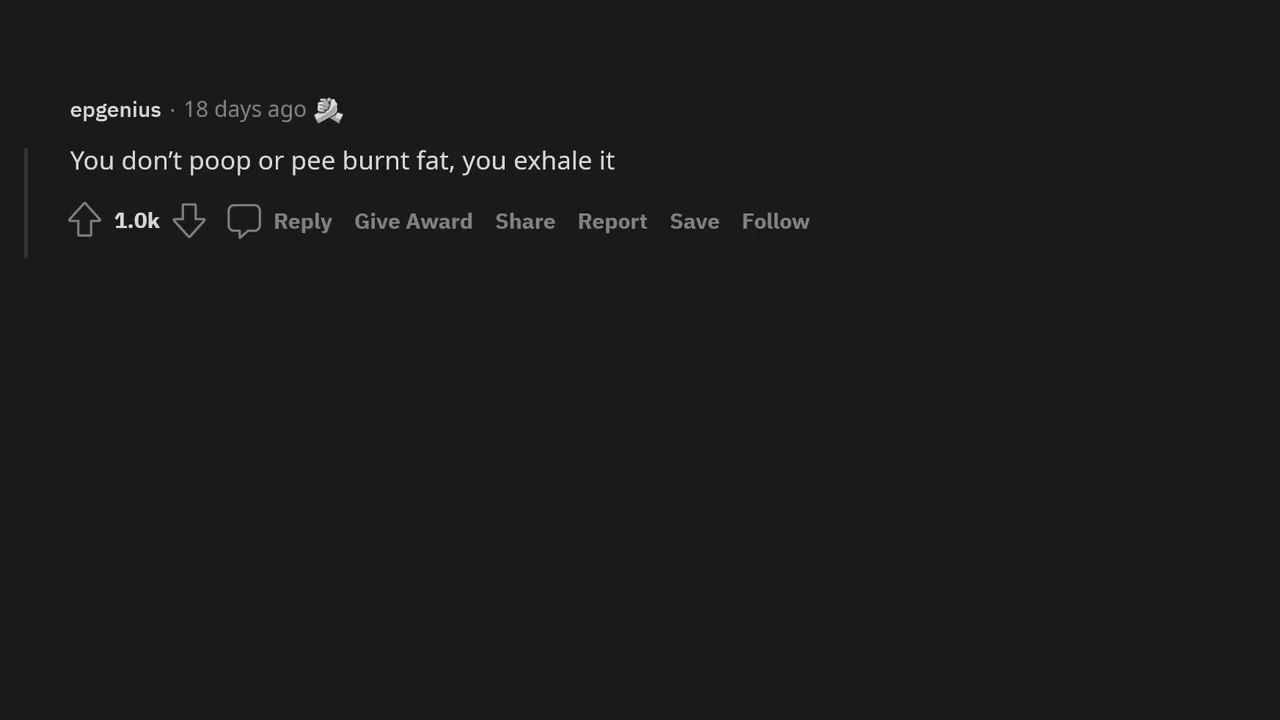 epgenius · 18 days ago
You don’t poop or pee burnt fat, you exhale it
1.0k Reply Give Award Share Report Save Follow